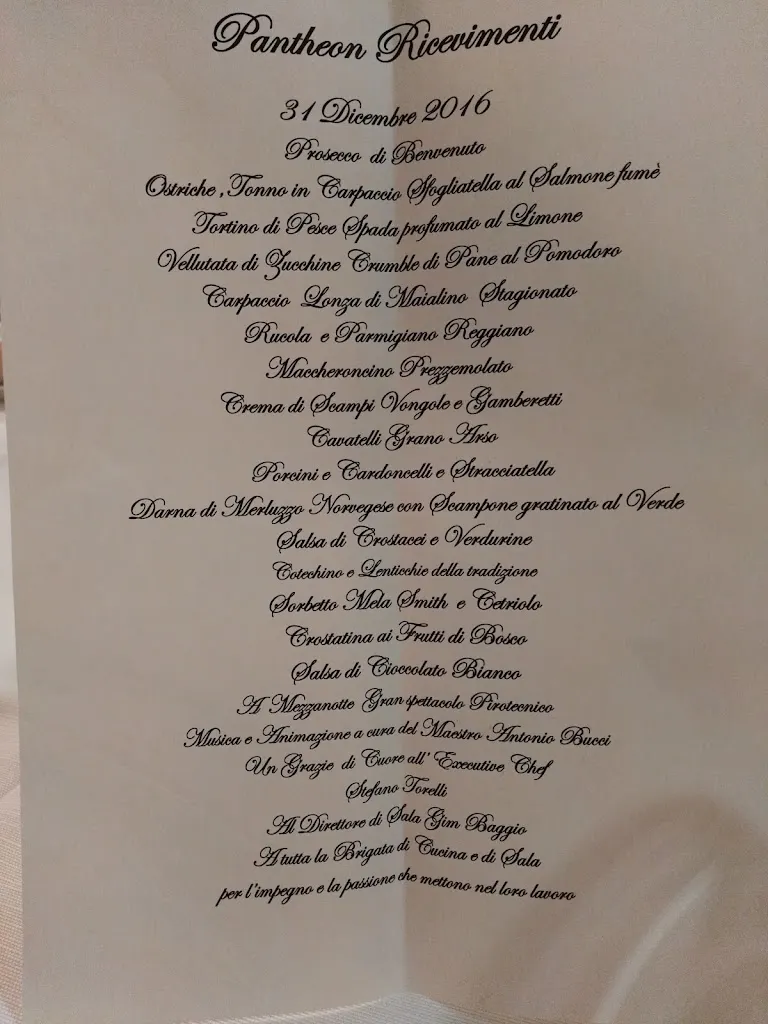 Pantheon Ricevimenti
31 Dicembre 2016
Prosecco di Benvenuto
Ostriche , Tonno in Carpaccio Sfogliatella al Salmone fumè
Tortino di Pesce Spada profumato al Limone
Vellutata di Zucchine Crumble di Pane al Pomodoro
Carpaccio Lonza di Maialino Stagionato
Rucola e Parmigiano Reggiano
Maccheroncino Prezzemolato
Crema di Scampi Vongole e Gamberetti
Cavatelli Grano Arso
Porcini e Cardoncelli e Stracciatella
Darna di Merluzzo Norvegese con Scampone gratinato al Verde
Salsa di Crostacei e Verdurine
Cotechino e Lenticchie della tradizione
Sorbetto Mela Smith e Cetriolo
Crostatina ai Frutti di Bosco
Salsa di Cioccolato Bianco
A Mezzanotte Gran spettacolo Pirotecnico
Musica e Animazione a cura del Maestro Antonio Bucci
Un Grazie di Cuore all' Executive Chef
Stefano Torelli
Al Direttore di Sala Gim Baggio
A tutta la Brigata di Cucina e di Sala
per l'impegno e la passione che mettono nel loro lavoro